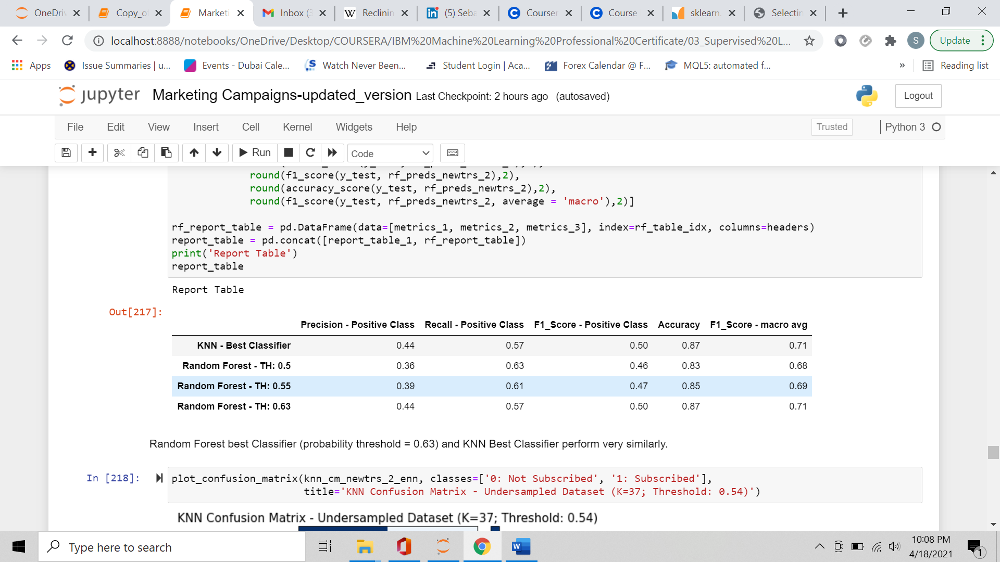 OneDri
Copy_o
Marketi
Inbox (3
Reclinin
(5) Seba
Courser
Course
sklearn.
Selectin
localhost:8888/notebooks/OneDrive/Desktop/COURSERA/IBM%20Machine%20Learning%20Professional%20Certificate/03_Supervised%20L...
S
Update
Apps
Issue Summaries | u...
Events - Dubai Cale...
Watch Never Been...
Student Login | Aca...
Forex Calendar @ F...
MQL5: automated f...
»
Reading list
jupyter Marketing Campaigns-updated_version Last Checkpoint: 2 hours ago (autosaved)
Logout
File Edit View Insert Cell Kernel Widgets Help
Trusted
Python 3
Run
Code
round(f1_score(y_test, rf_preds_newtrs_2),2),
round(accuracy_score(y_test, rf_preds_newtrs_2),2),
round(f1_score(y_test, rf_preds_newtrs_2, average = 'macro'),2)]
rf_report_table = pd.DataFrame(data=[metrics_1, metrics_2, metrics_3], index=rf_table_idx, columns=headers)
report_table = pd.concat([report_table_1, rf_report_table])
print('Report Table')
report_table
Report Table
Out[217]:
Precision - Positive Class Recall - Positive Class F1_Score - Positive Class Accuracy F1_Score - macro avg
KNN - Best Classifier 0.44 0.57 0.50 0.87 0.71
Random Forest - TH: 0.5 0.36 0.63 0.46 0.83 0.68
Random Forest - TH: 0.55 0.39 0.61 0.47 0.85 0.69
Random Forest - TH: 0.63 0.44 0.57 0.50 0.87 0.71
Random Forest best Classifier (probability threshold = 0.63) and KNN Best Classifier perform very similarly.
In [218]: plot_confusion_matrix(knn_cm_newtrs_2_enn, classes=['0: Not Subscribed', '1: Subscribed'],
title='KNN Confusion Matrix - Undersampled Dataset (K=37; Threshold: 0.54)')
KNN Confusion Matrix - Undersampled Dataset (K=37; Threshold: 0.54)
Type here to search
10:08 PM
4/18/2021
1